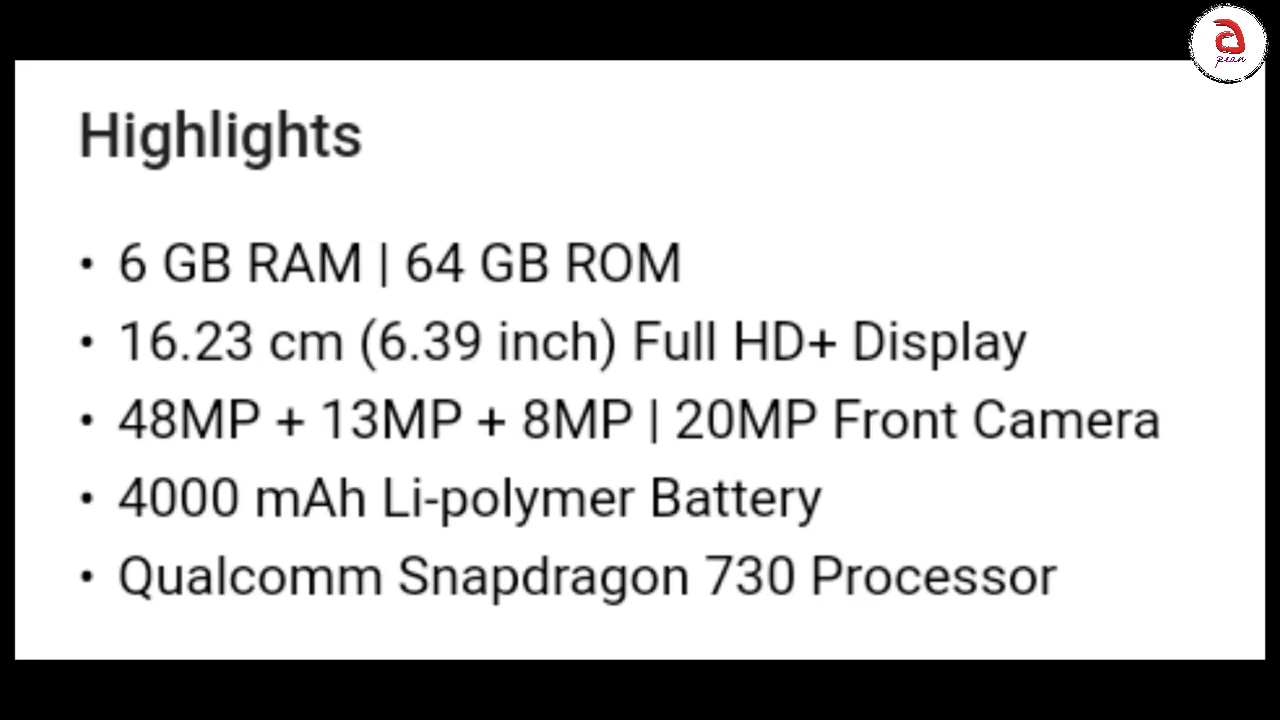 a
pean
Highlights
• 6 GB RAM | 64 GB ROM
• 16.23 cm (6.39 inch) Full HD+ Display
• 48MP + 13MP + 8MP | 20MP Front Camera
• 4000 mAh Li-polymer Battery
• Qualcomm Snapdragon 730 Processor